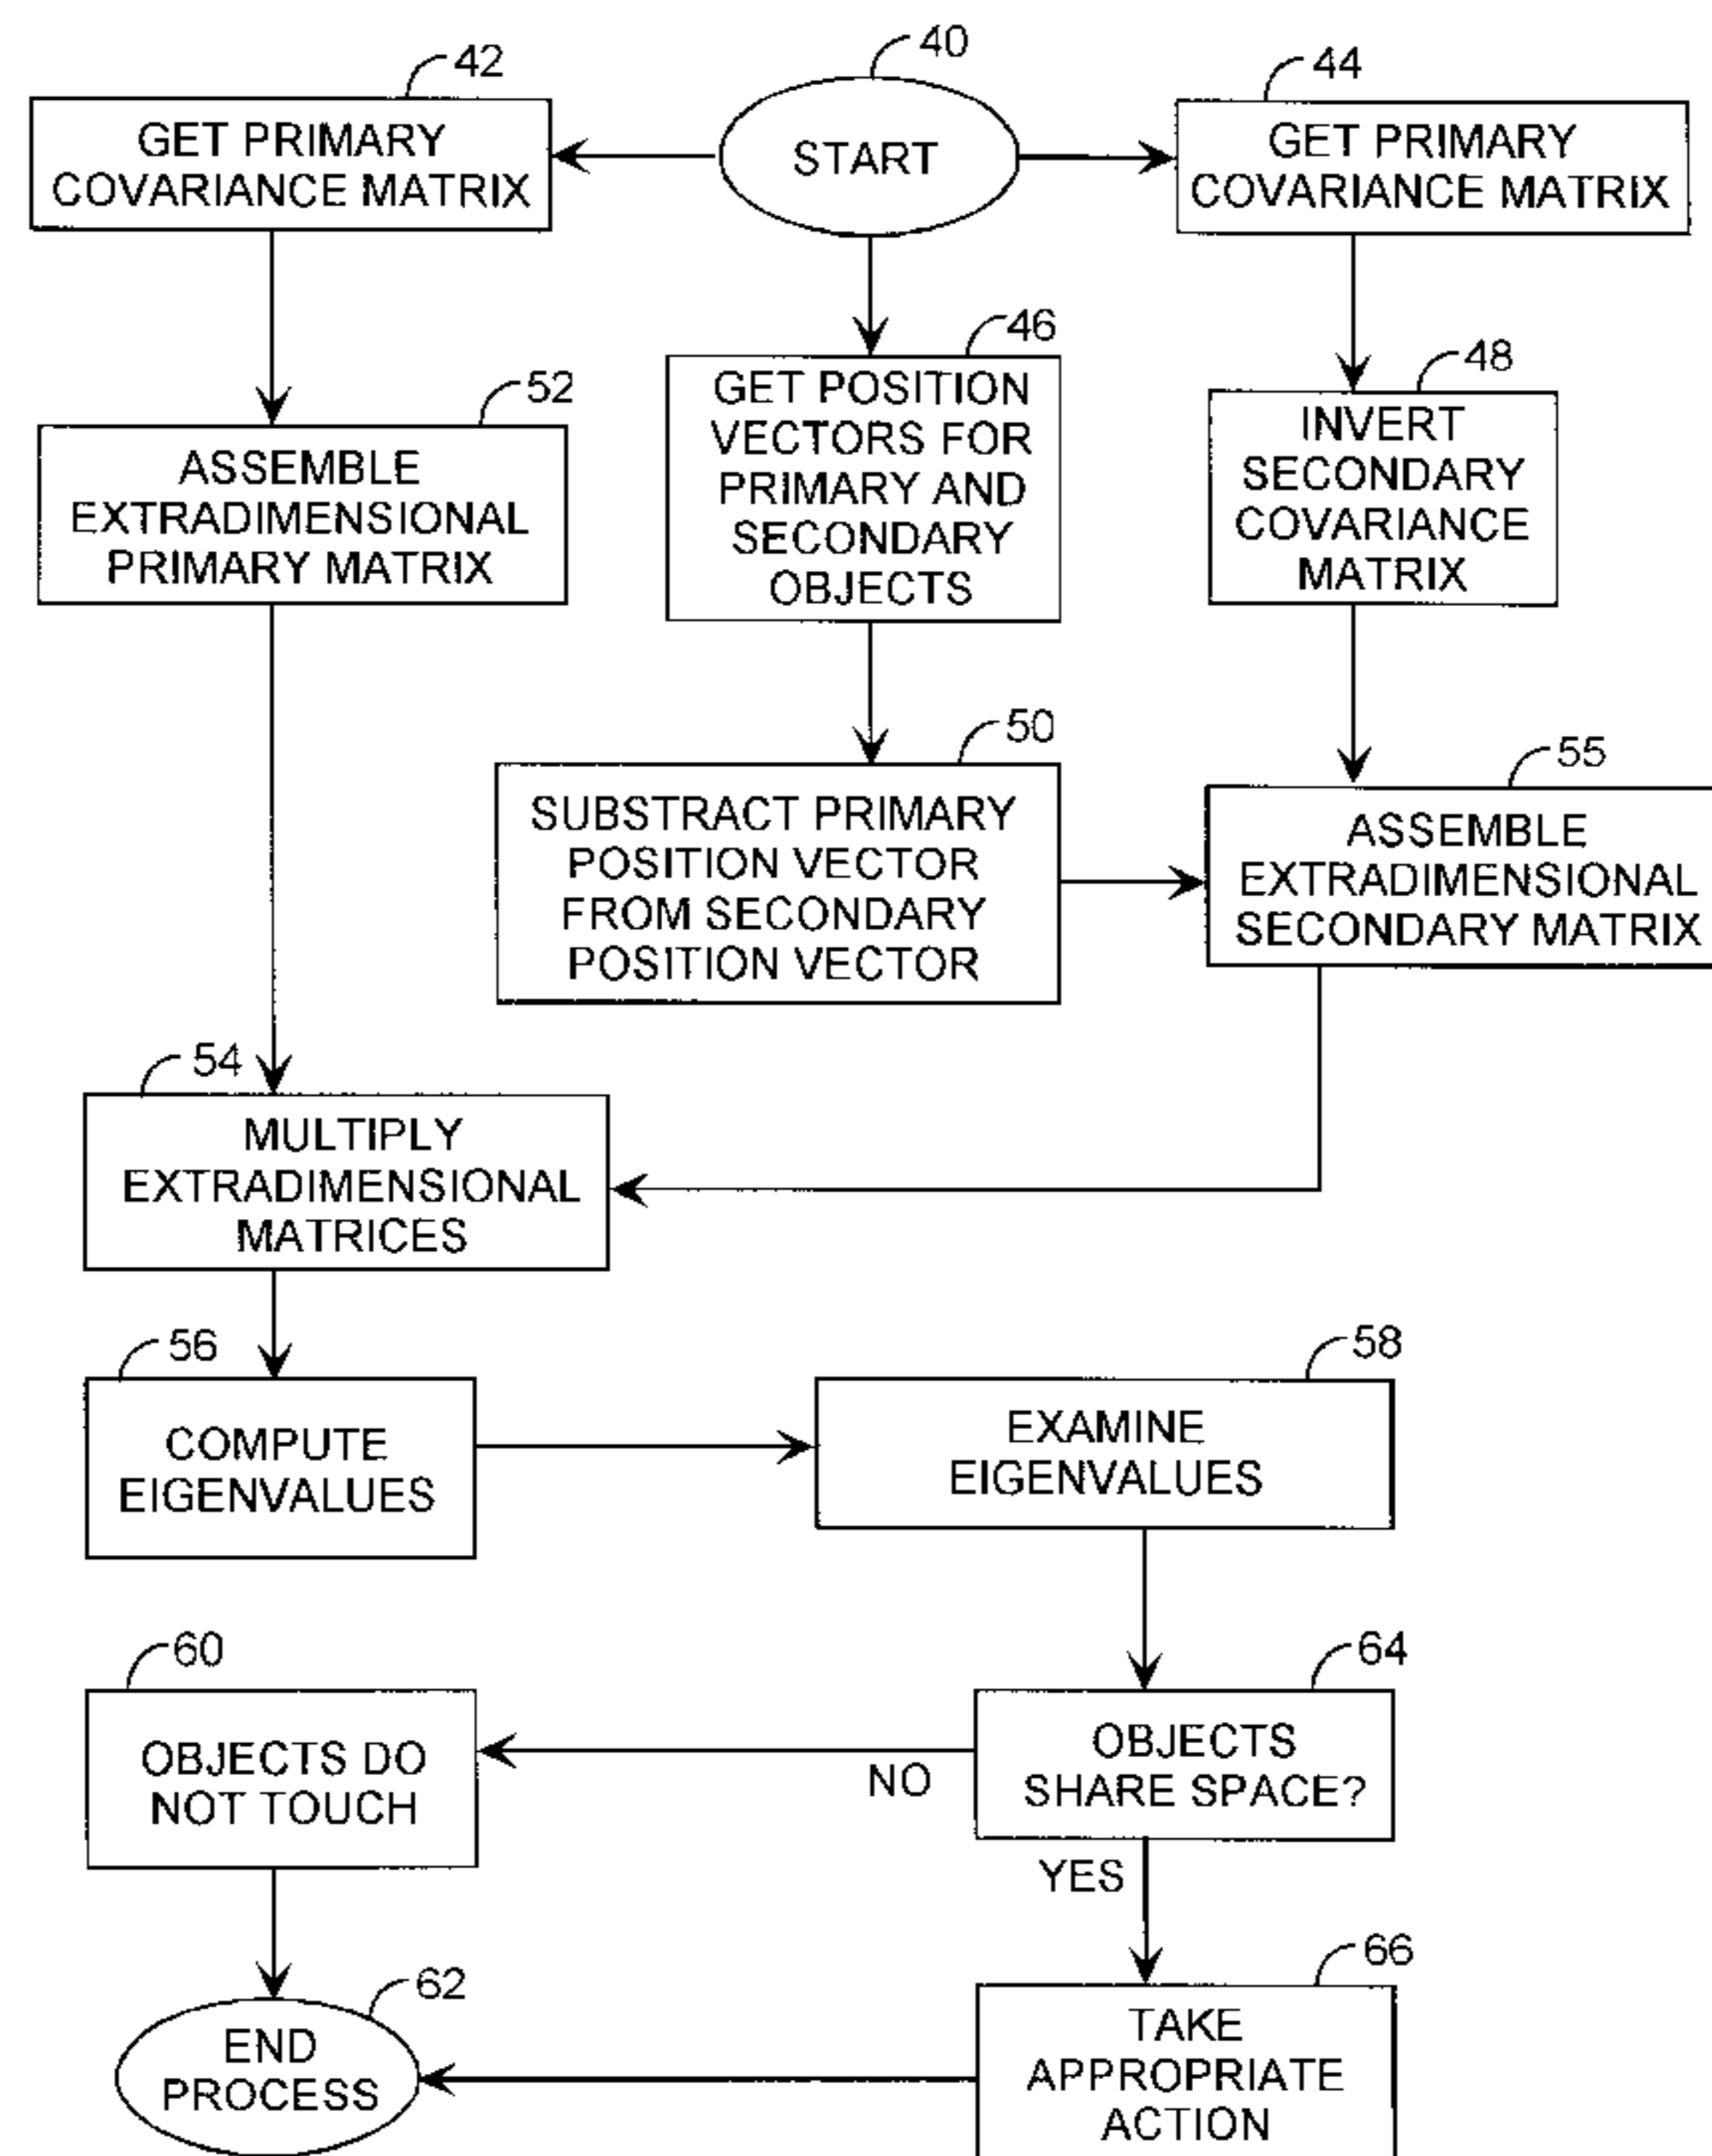 40
42
44
GET PRIMARY
COVARIANCE MATRIX
START
GET PRIMARY
COVARIANCE MATRIX
46
48
52
GET POSITION
VECTORS FOR
PRIMARY AND
SECONDARY
OBJECTS
INVERT
SECONDARY
COVARIANCE
MATRIX
ASSEMBLE
EXTRADIMENSIONAL
PRIMARY MATRIX
50
55
SUBSTRACT PRIMARY
POSITION VECTOR
FROM SECONDARY
POSITION VECTOR
ASSEMBLE
EXTRADIMENSIONAL
SECONDARY MATRIX
54
MULTIPLY
EXTRADIMENSIONAL
MATRICES
56
58
COMPUTE
EIGENVALUES
EXAMINE
EIGENVALUES
60
64
OBJECTS DO
NOT TOUCH
NO
OBJECTS
SHARE SPACE?
YES
62
66
END
PROCESS
TAKE
APPROPRIATE
ACTION